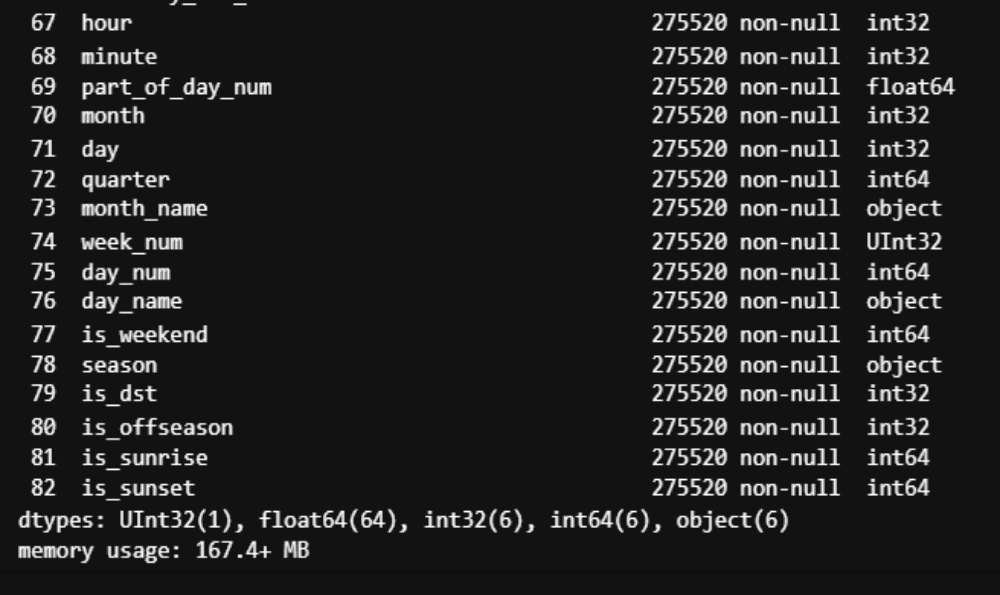 67 hour 275520 non-null int32
68 minute 275520 non-null int32
69 part_of_day_num 275520 non-null float64
70 month 275520 non-null int32
71 day 275520 non-null int32
72 quarter 275520 non-null int64
73 month_name 275520 non-null object
74 week_num 275520 non-null UInt32
75 day_num 275520 non-null int64
76 day_name 275520 non-null object
77 is_weekend 275520 non-null int64
78 season 275520 non-null object
79 is_dst 275520 non-null int32
80 is_offseason 275520 non-null int32
81 is_sunrise 275520 non-null int64
82 is_sunset 275520 non-null int64
dtypes: UInt32(1), float64(64), int32(6), int64(6), object(6)
memory usage: 167.4+ MB